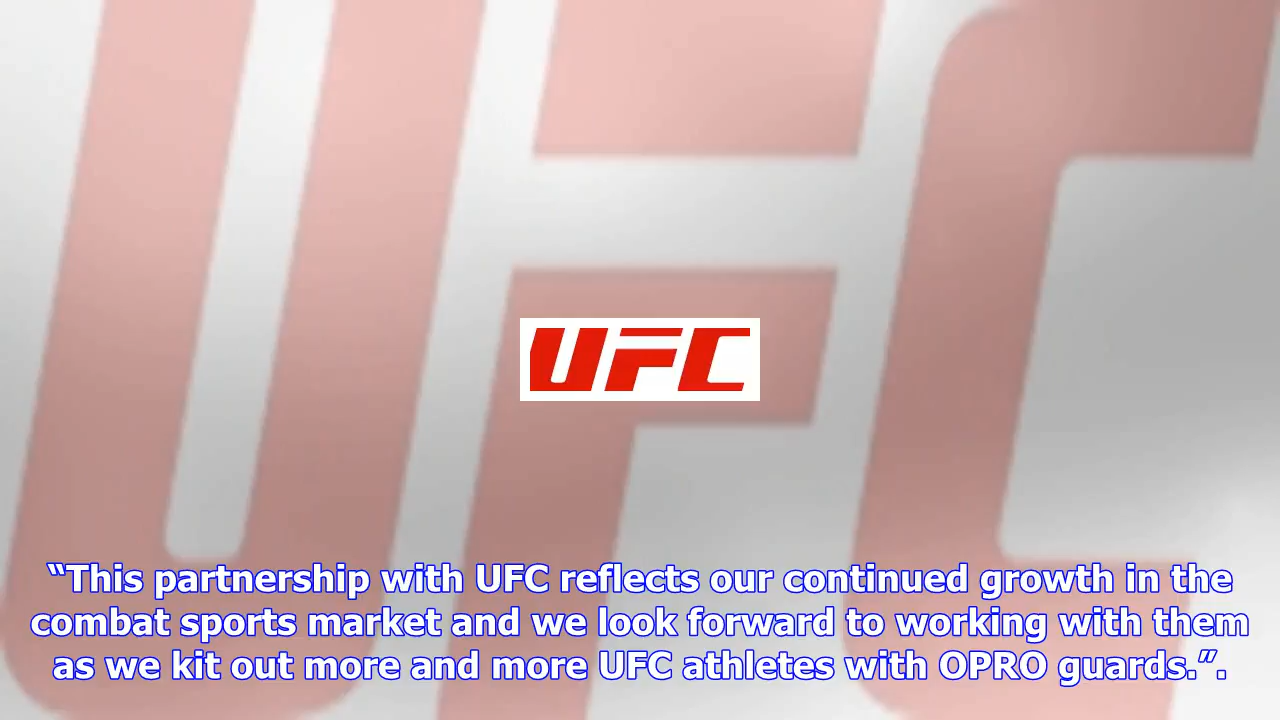 UFC
UFC
“This partnership with UFC reflects our continued growth in the
combat sports market and we look forward to working with them
as we kit out more and more UFC athletes with OPRO guards.”.